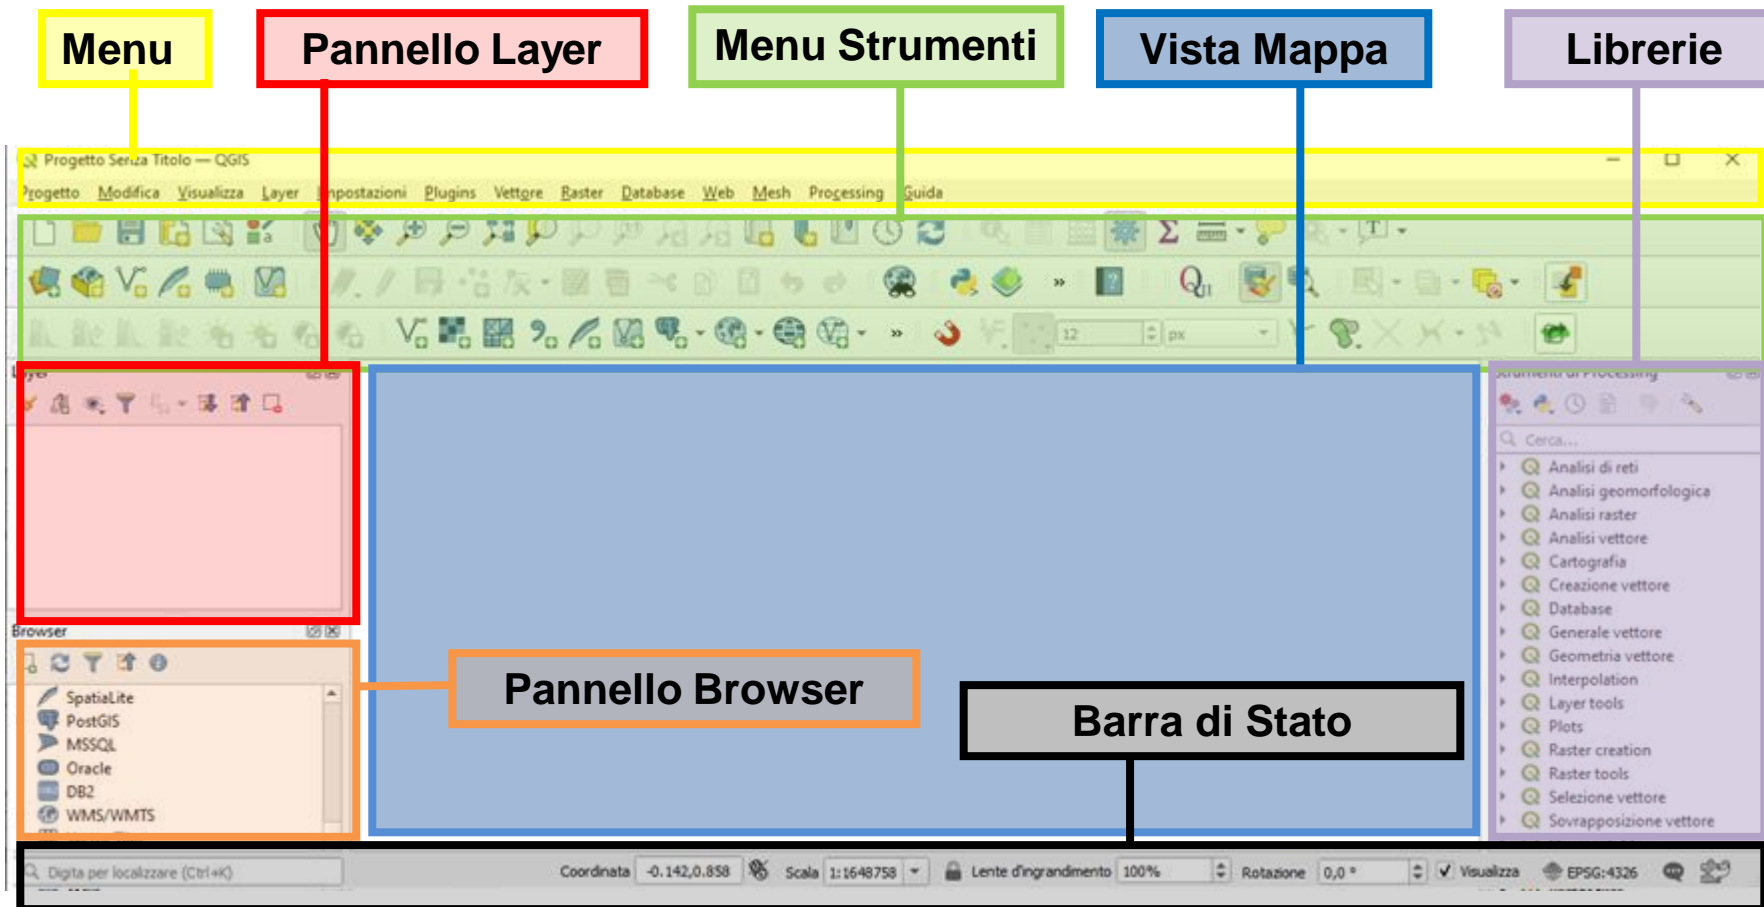 Menu
Pannello Layer
Menu Strumenti
Vista Mappa
Librerie
Progetto Senza Titolo — QGIS
Progetto Modifica Visualizza Layer Impostazioni Plugins Vettore Raster Database Web Mesh Processing Guida
12 px
Layer
Strumenti di Processing
Cerca...
Analisi di reti
Analisi geomorfologica
Analisi raster
Analisi vettore
Cartografia
Creazione vettore
Database
Generale vettore
Geometria vettore
Interpolation
Layer tools
Plots
Raster creation
Raster tools
Selezione vettore
Sovrapposizione vettore
Browser
SpatiaLite
PostGIS
MSSQL
Oracle
DB2
WMS/WMTS
Pannello Browser
Barra di Stato
Digita per localizzare (Ctrl+K)
Coordinata -0.142,0.858 Scala 1:1648758 Lente d'ingrandimento 100% Rotazione 0,0 ° Visualizza EPSG:4326